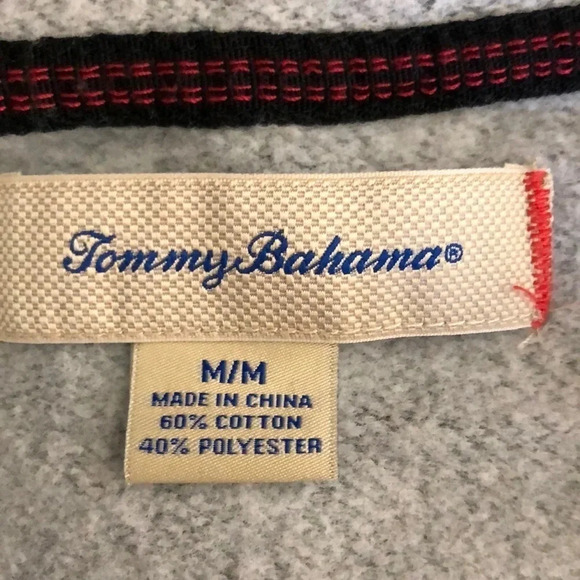 Tommy Bahama®
M/M
MADE IN CHINA
60% COTTON
40% POLYESTER